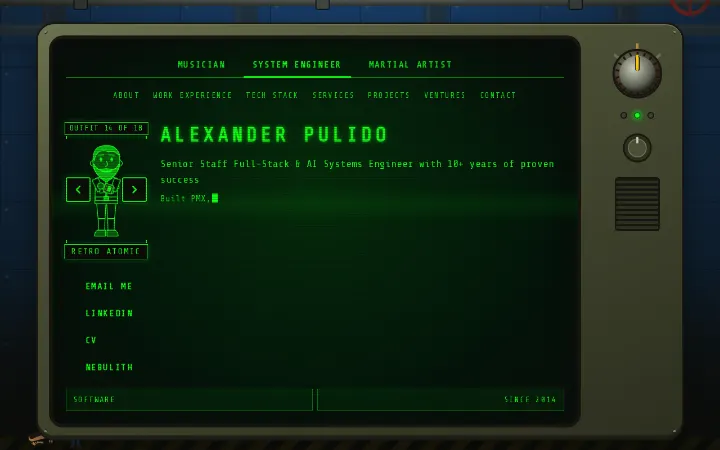 MUSICIAN SYSTEM ENGINEER MARTIAL ARTIST
ABOUT WORK EXPERIENCE TECH STACK SERVICES PROJECTS VENTURES CONTACT
OUTFIT 14 OF 18
ALEXANDER PULIDO
Senior Staff Full-Stack & AI Systems Engineer with 10+ years of proven
success
Built PMX,
RETRO ATOMIC
EMAIL ME
LINKEDIN
CV
NEBULITH
SOFTWARE SINCE 2014